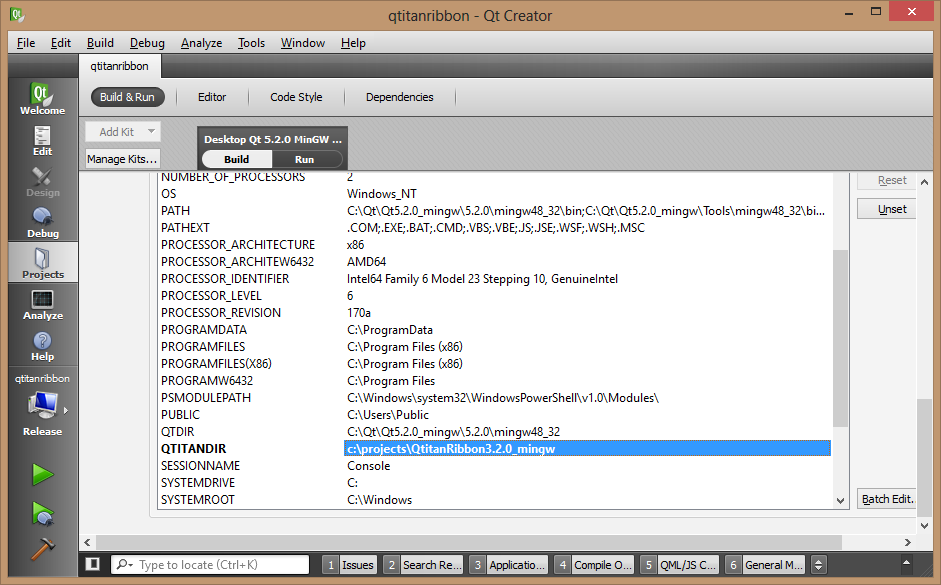 qtitanribbon - Qt Creator
File Edit Build Debug Analyze Tools Window Help
qtitanribbon
Build & Run Editor Code Style Dependencies
Add Kit
Manage Kits...
Desktop Qt 5.2.0 MinGW ...
Build Run
Qt
Welcome
Edit
Design
Debug
Projects
Analyze
Help
qtitanribbon
Release
NUMBER_OF_PROCESSORS 2
OS Windows_NT
PATH C:\Qt\Qt5.2.0_mingw\5.2.0\mingw48_32\bin;C:\Qt\Qt5.2.0_mingw\Tools\mingw48_32\bi...
PATHEXT .COM;.EXE;.BAT;.CMD;.VBS;.VBE;.JS;.JSE;.WSF;.WSH;.MSC
PROCESSOR_ARCHITECTURE x86
PROCESSOR_ARCHITEW6432 AMD64
PROCESSOR_IDENTIFIER Intel64 Family 6 Model 23 Stepping 10, GenuineIntel
PROCESSOR_LEVEL 6
PROCESSOR_REVISION 170a
PROGRAMDATA C:\ProgramData
PROGRAMFILES C:\Program Files (x86)
PROGRAMFILES(X86) C:\Program Files (x86)
PROGRAMW6432 C:\Program Files
PSMODULEPATH C:\Windows\system32\WindowsPowerShell\v1.0\Modules\
PUBLIC C:\Users\Public
QTDIR C:\Qt\Qt5.2.0_mingw\5.2.0\mingw48_32
QTITANDIR c:\projects\QtitanRibbon3.2.0_mingw
SESSIONNAME Console
SYSTEMDRIVE C:
SYSTEMROOT C:\Windows
Reset
Unset
Batch Edit.
Type to locate (Ctrl+K) 1 Issues 2 Search Re... 3 Applicatio... 4 Compile O... 5 QML/JS C... 6 General M...